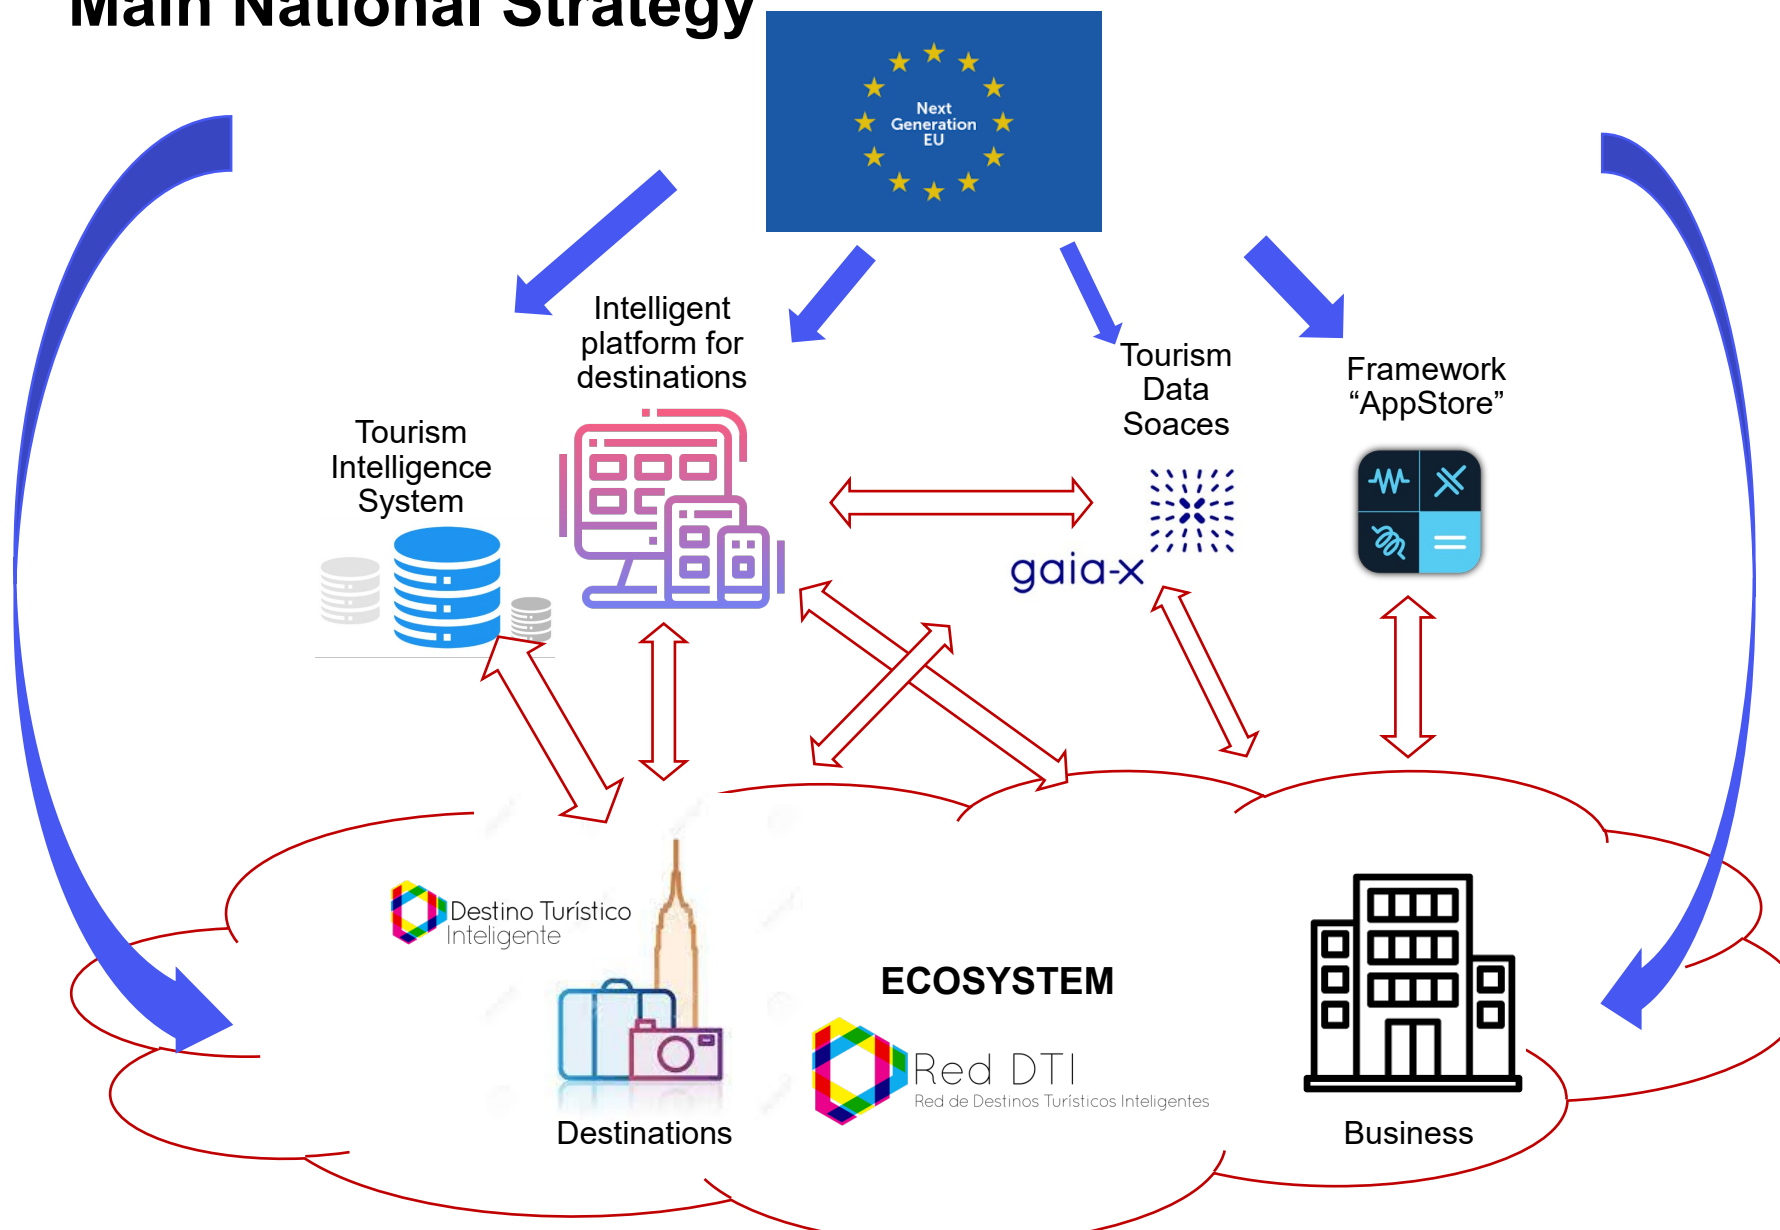 Main National Strategy
Next
Generation
EU
Intelligent
platform for
destinations
Tourism
Data
Soaces
Framework
“AppStore”
Tourism
Intelligence
System
gaia-x
Destino Turístico
Inteligente
ECOSYSTEM
Red DTI
Red de Destinos Turísticos Inteligentes
Destinations
Business